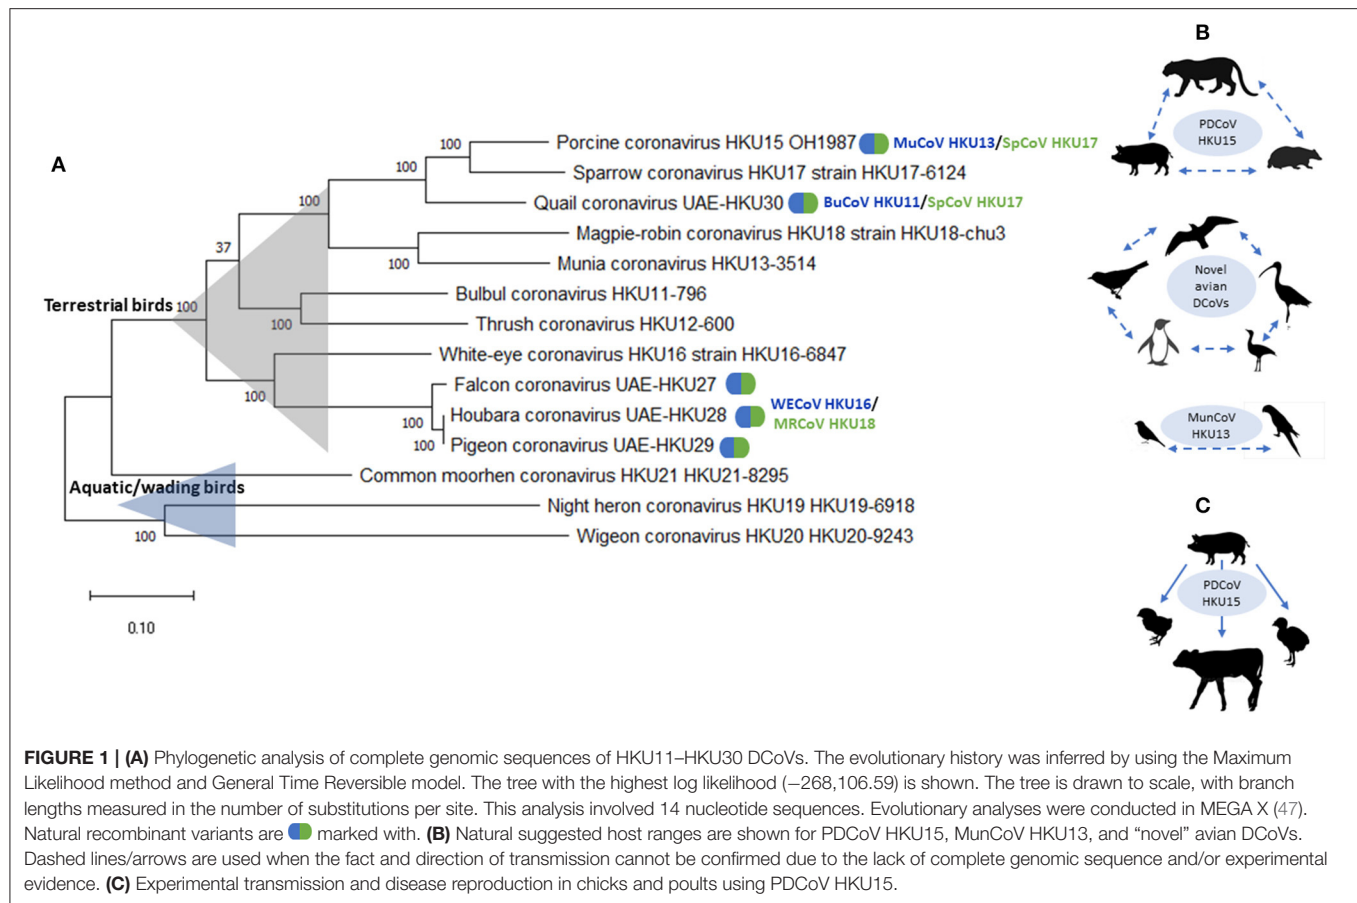 B
PDCoV
HKU15
A
100
Porcine coronavirus HKU15 OH1987 MuCoV HKU13/SpCoV HKU17
100
Sparrow coronavirus HKU17 strain HKU17-6124
100
Quail coronavirus UAE-HKU30 BuCoV HKU11/SpCoV HKU17
Magpie-robin coronavirus HKU18 strain HKU18-chu3
37
100
Munia coronavirus HKU13-3514
Novel
avian
DCoVs
Bulbul coronavirus HKU11-796
Terrestrial birds
100
100
Thrush coronavirus HKU12-600
White-eye coronavirus HKU16 strain HKU16-6847
Falcon coronavirus UAE-HKU27
100
WECoV HKU16/
MRCoV HKU18
Houbara coronavirus UAE-HKU28
100
100
Pigeon coronavirus UAE-HKU29
MunCoV
HKU13
Common moorhen coronavirus HKU21 HKU21-8295
Aquatic/wading birds
Night heron coronavirus HKU19 HKU19-6918
100
Wigeon coronavirus HKU20 HKU20-9243
0.10
C
PDCoV
HKU15
FIGURE 1 | (A) Phylogenetic analysis of complete genomic sequences of HKU11–HKU30 DCoVs. The evolutionary history was inferred by using the Maximum
Likelihood method and General Time Reversible model. The tree with the highest log likelihood (−268,106.59) is shown. The tree is drawn to scale, with branch
lengths measured in the number of substitutions per site. This analysis involved 14 nucleotide sequences. Evolutionary analyses were conducted in MEGA X (47).
Natural recombinant variants are marked with. (B) Natural suggested host ranges are shown for PDCoV HKU15, MunCoV HKU13, and “novel” avian DCoVs.
Dashed lines/arrows are used when the fact and direction of transmission cannot be confirmed due to the lack of complete genomic sequence and/or experimental
evidence. (C) Experimental transmission and disease reproduction in chicks and poults using PDCoV HKU15.